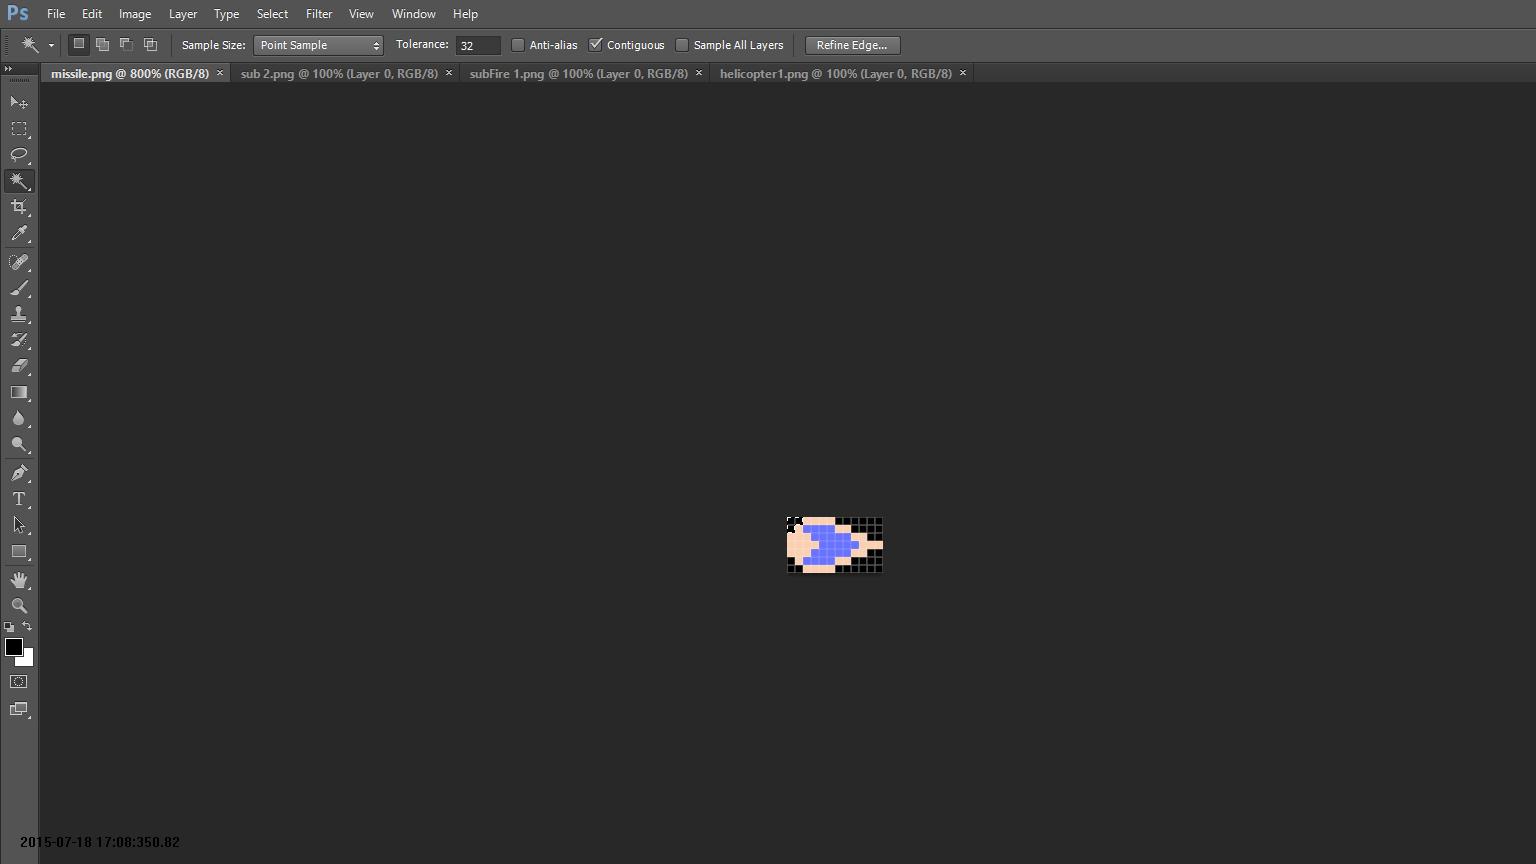 Ps File Edit Image Layer Type Select Filter View Window Help
Sample Size: Point Sample Tolerance: 32 Anti-alias Contiguous Sample All Layers Refine Edge...
missile.png @ 800% (RGB/8) × sub 2.png @ 100% (Layer 0, RGB/8) × subFire 1.png @ 100% (Layer 0, RGB/8) × helicopter1.png @ 100% (Layer 0, RGB/8) ×
T
2015-07-18 17:08:350.82